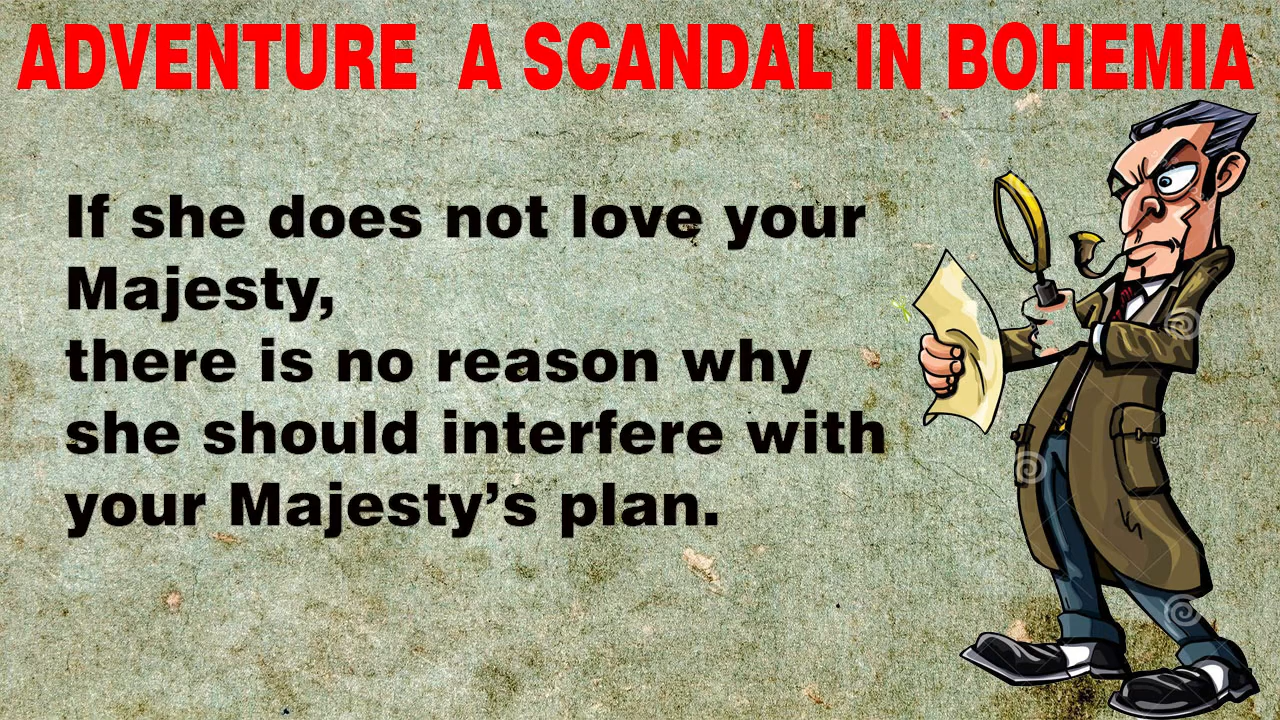 ADVENTURE A SCANDAL IN BOHEMIA
If she does not love your
Majesty,
there is no reason why
she should interfere with
your Majesty’s plan.